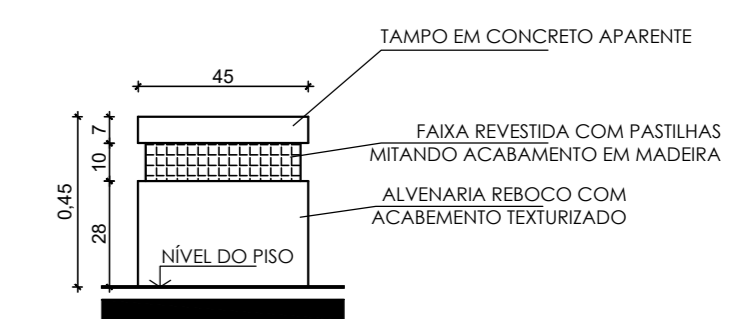 TAMPO EM CONCRETO APARENTE
45
7
FAIXA REVESTIDA COM PASTILHAS
MITANDO ACABAMENTO EM MADEIRA
10
0,45
ALVENARIA REBOCO COM
ACABEMENTO TEXTURIZADO
28
NÍVEL DO PISO